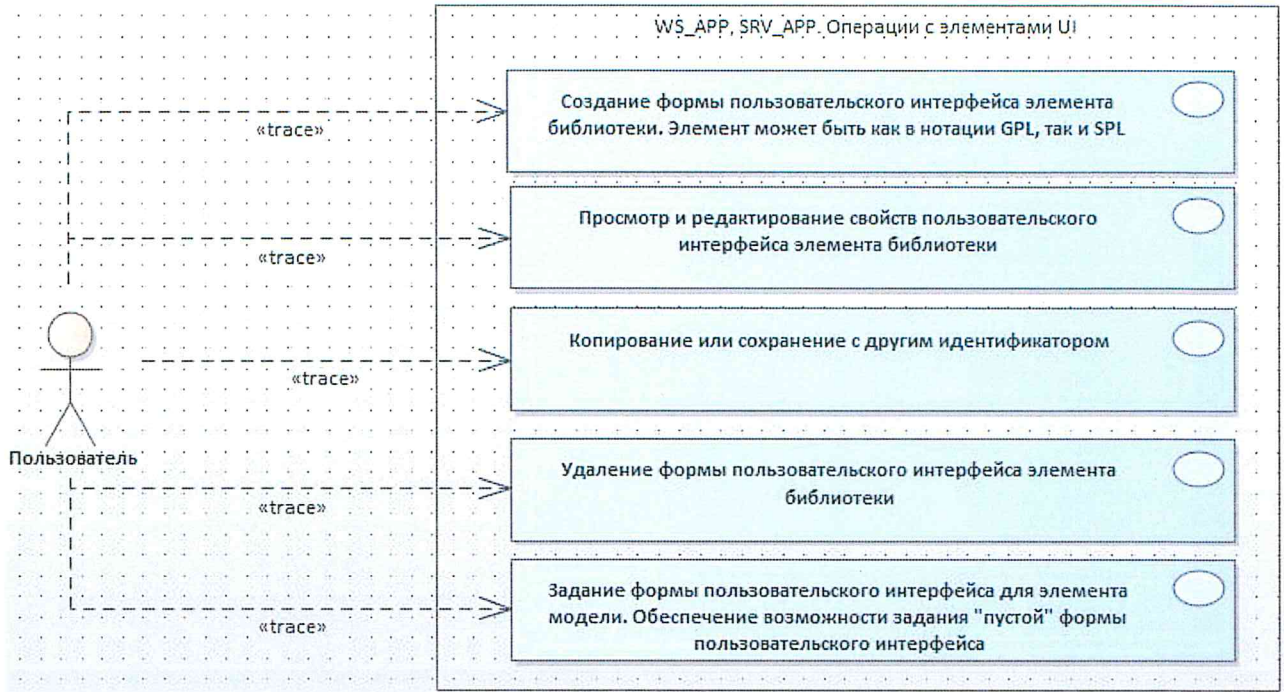 WS_APP, SRV_APP. Операции с элементами UI
Создание формы пользовательского интерфейса элемента
библиотеки. Элемент может быть как в нотации GPL, так и SPL
«trace»
Просмотр и редактирование свойств пользовательского
интерфейса элемента библиотеки
«trace»
Копирование или сохранение с другим идентификатором
«trace»
Пользователь
Удаление формы пользовательского интерфейса элемента
библиотеки
«trace»
Задание формы пользовательского интерфейса для элемента
модели. Обеспечение возможности задания "пустой" формы
пользовательского интерфейса
«trace»